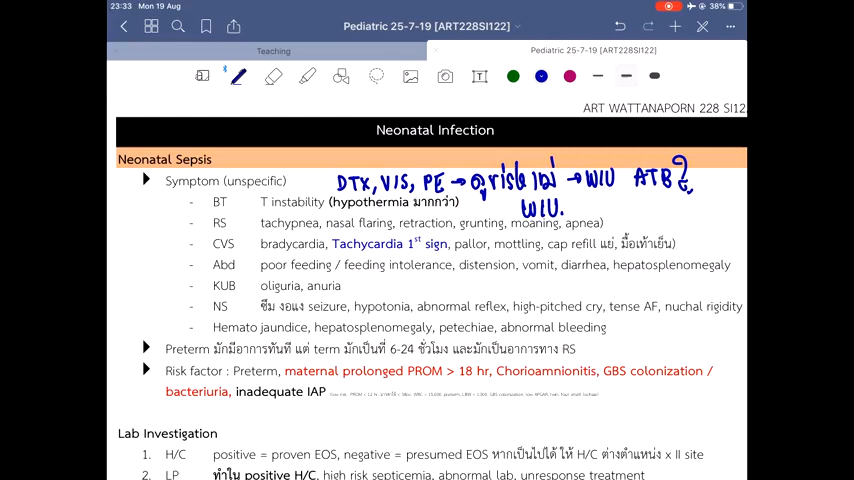 23:33 Mon 19 Aug
38%
Pediatric 25-7-19 [ART228SI122]
Teaching
Pediatric 25-7-19 [ART228SI122]
ART WATTANAPORN 228 SI12
Neonatal Infection
Neonatal Sepsis
Symptom (unspecific)
DTX, V/S, PE → ดู risk แม่ → W/U ATB ?
W/U.
- BT T instability (hypothermia มากกว่า)
- RS tachypnea, nasal flaring, retraction, grunting, moaning, apnea)
- CVS bradycardia, Tachycardia 1st sign, pallor, mottling, cap refill แย่, มือเท้าเย็น)
- Abd poor feeding / feeding intolerance, distension, vomit, diarrhea, hepatosplenomegaly
- KUB oliguria, anuria
- NS ซึม งอแง seizure, hypotonia, abnormal reflex, high-pitched cry, tense AF, nuchal rigidity
- Hemato jaundice, hepatosplenomegaly, petechiae, abnormal bleeding
Preterm มักมีอาการทันที แต่ term มักเป็นที่ 6-24 ชั่วโมง และมักเป็นอาการทาง RS
Risk factor : Preterm, maternal prolonged PROM > 18 hr, Chorioamnionitis, GBS colonization /
bacteriuria, inadequate IAP
Lab Investigation
1. H/C positive = proven EOS, negative = presumed EOS หากเป็นไปได้ ให้ H/C ต่างตำแหน่ง x II site
2. LP ทำใน positive H/C, high risk septicemia, abnormal lab, unresponse treatment